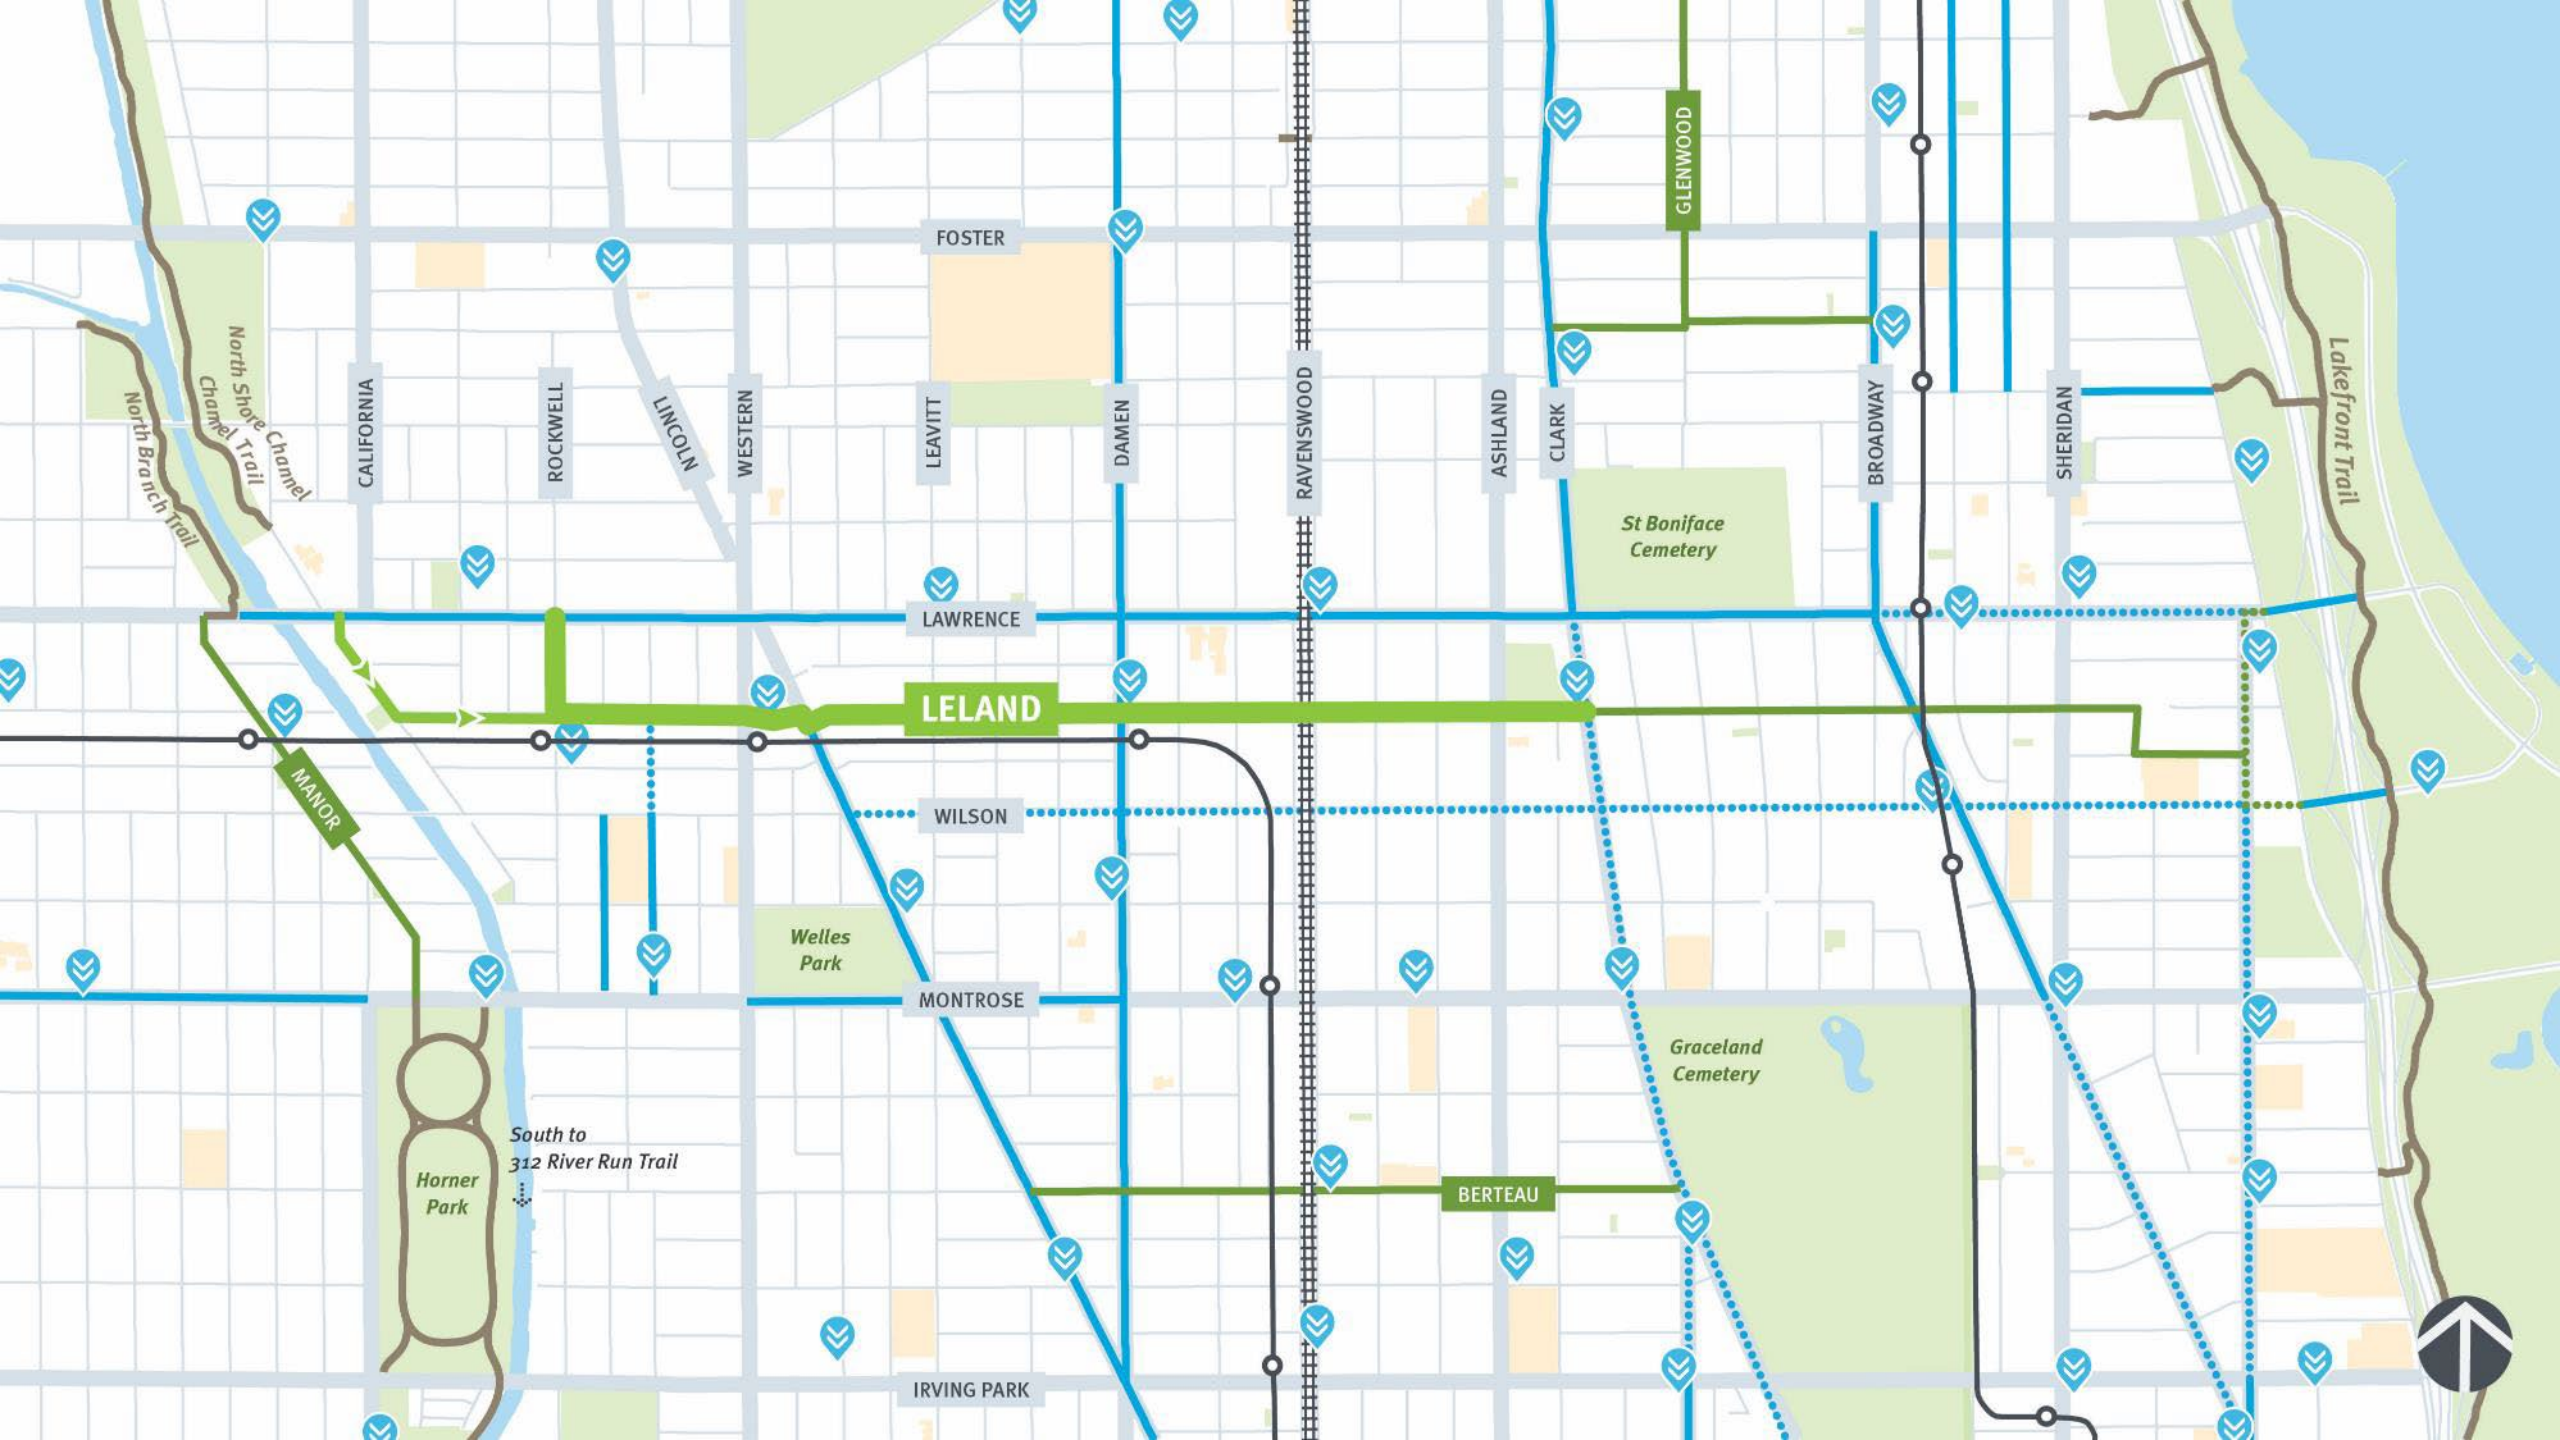 GLENWOOD
FOSTER
North Shore Channel
Channel Trail
North Branch Trail
CALIFORNIA
ROCKWELL
LINCOLN
WESTERN
LEAVITT
DAMEN
RAVENSWOOD
ASHLAND
CLARK
BROADWAY
SHERIDAN
Lakefront Trail
St Boniface
Cemetery
LAWRENCE
LELAND
MANOR
WILSON
Welles
Park
MONTROSE
Graceland
Cemetery
South to
312 River Run Trail
Horner
Park
BERTEAU
IRVING PARK